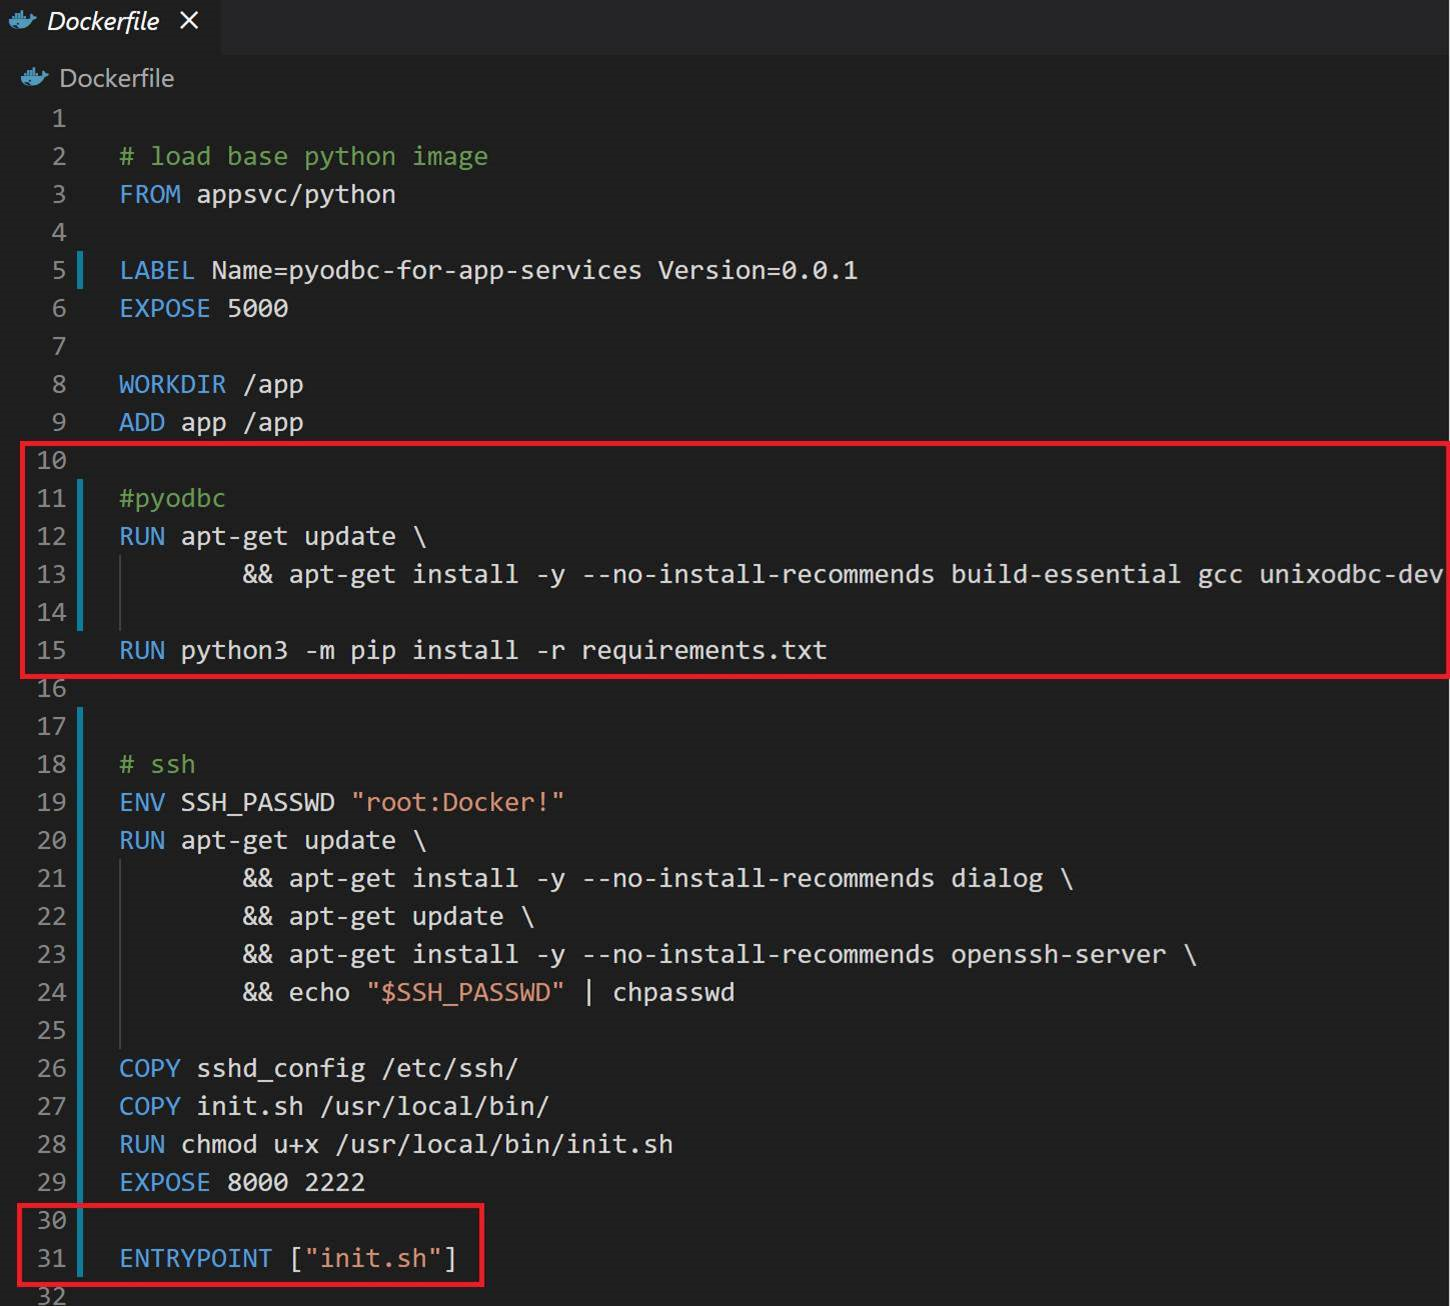 Dockerfile ×
Dockerfile
1
2 # load base python image
3 FROM appsvc/python
4
5 LABEL Name=pyodbc-for-app-services Version=0.0.1
6 EXPOSE 5000
7
8 WORKDIR /app
9 ADD app /app
10
11 #pyodbc
12 RUN apt-get update \
13 && apt-get install -y --no-install-recommends build-essential gcc unixodbc-dev
14
15 RUN python3 -m pip install -r requirements.txt
16
17
18 # ssh
19 ENV SSH_PASSWD "root:Docker!"
20 RUN apt-get update \
21 && apt-get install -y --no-install-recommends dialog \
22 && apt-get update \
23 && apt-get install -y --no-install-recommends openssh-server \
24 && echo "$SSH_PASSWD" | chpasswd
25
26 COPY sshd_config /etc/ssh/
27 COPY init.sh /usr/local/bin/
28 RUN chmod u+x /usr/local/bin/init.sh
29 EXPOSE 8000 2222
30
31 ENTRYPOINT ["init.sh"]
32